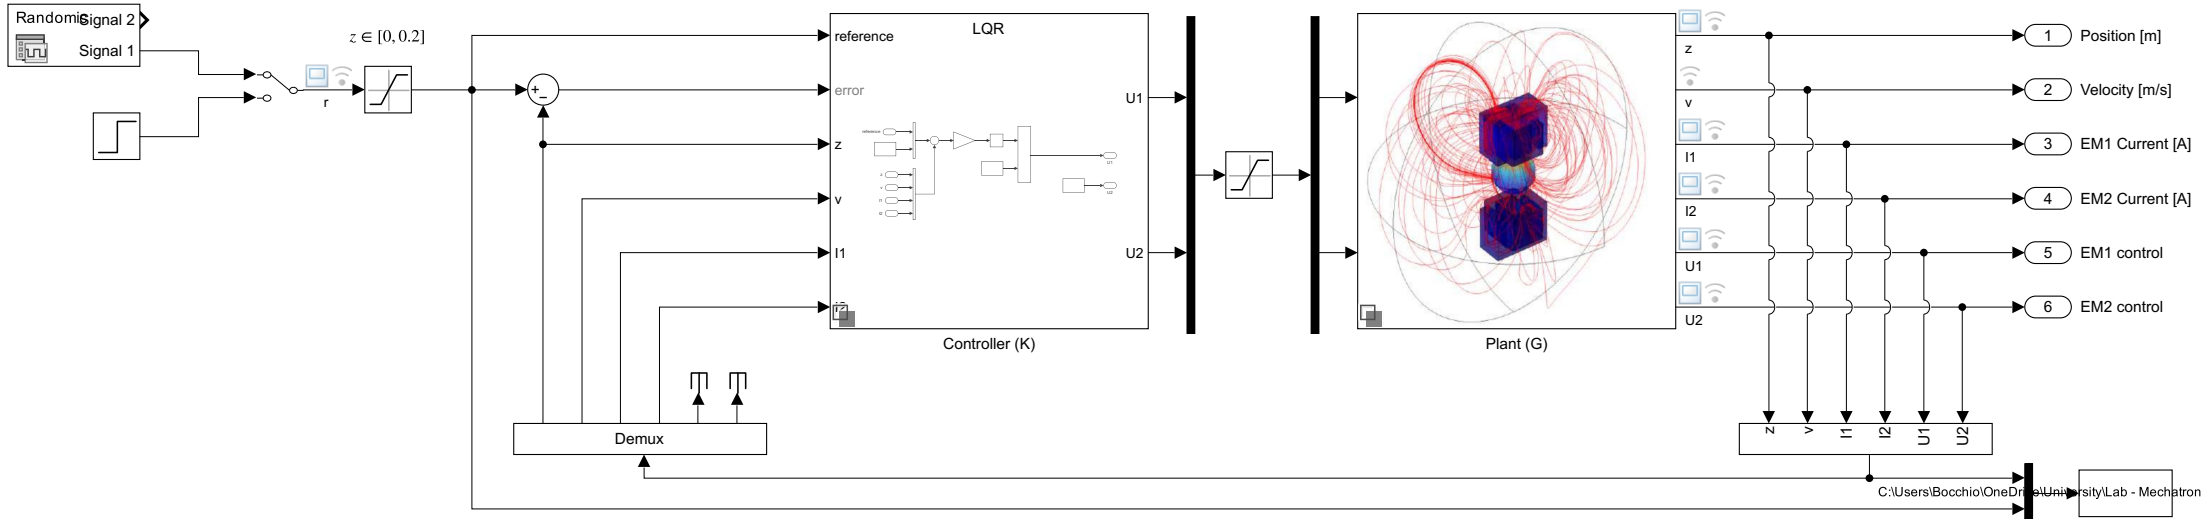 Randomic
Signal 2
Signal 1
z ∈ [0, 0.2]
r
LQR
reference
error
z
v
I1
U1
U2
reference
Controller (K)
Demux
Plant (G)
z
v
I1
I2
U1
U2
1 Position [m]
2 Velocity [m/s]
3 EM1 Current [A]
4 EM2 Current [A]
5 EM1 control
6 EM2 control
z
v
I1
I2
U1
U2
C:\Users\Bocchio\OneDrive\University\Lab - Mechatron